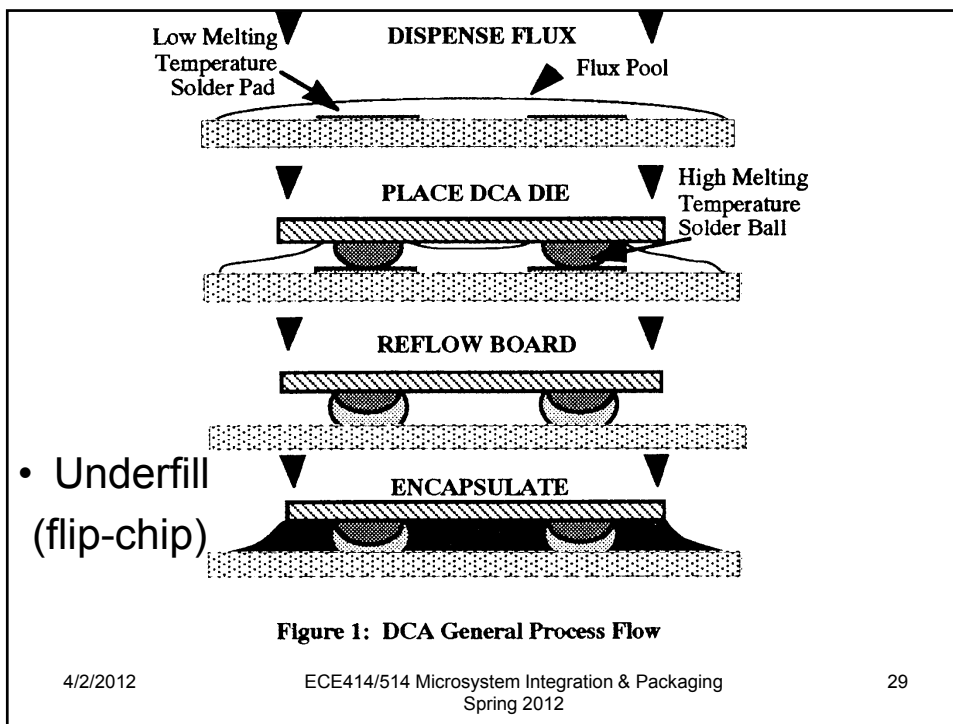 DISPENSE FLUX
Low Melting
Temperature
Solder Pad
Flux Pool
PLACE DCA DIE
High Melting
Temperature
Solder Ball
REFLOW BOARD
• Underfill
(flip-chip)
ENCAPSULATE
Figure 1: DCA General Process Flow
4/2/2012
ECE414/514 Microsystem Integration & Packaging
Spring 2012
29